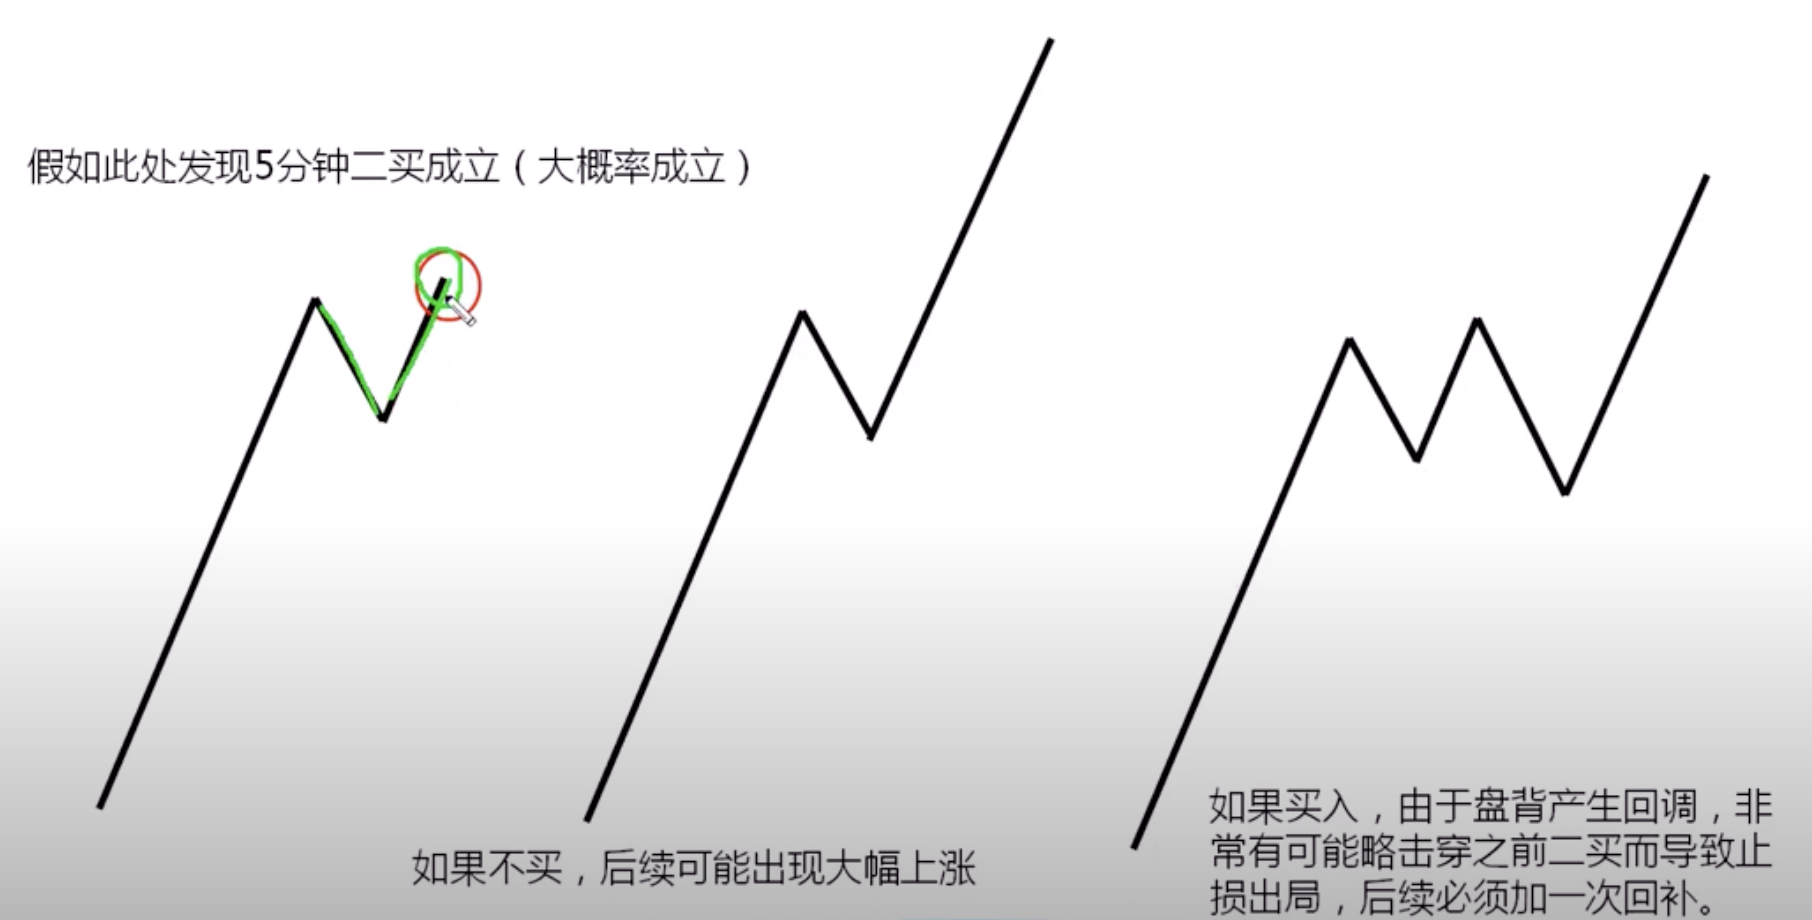 假如此处发现5分钟二买成立（大概率成立）
如果不买，后续可能出现大幅上涨
如果买入，由于盘背产生回调，非
常有可能略击穿之前二买而导致止
损出局，后续必须加一次回补。